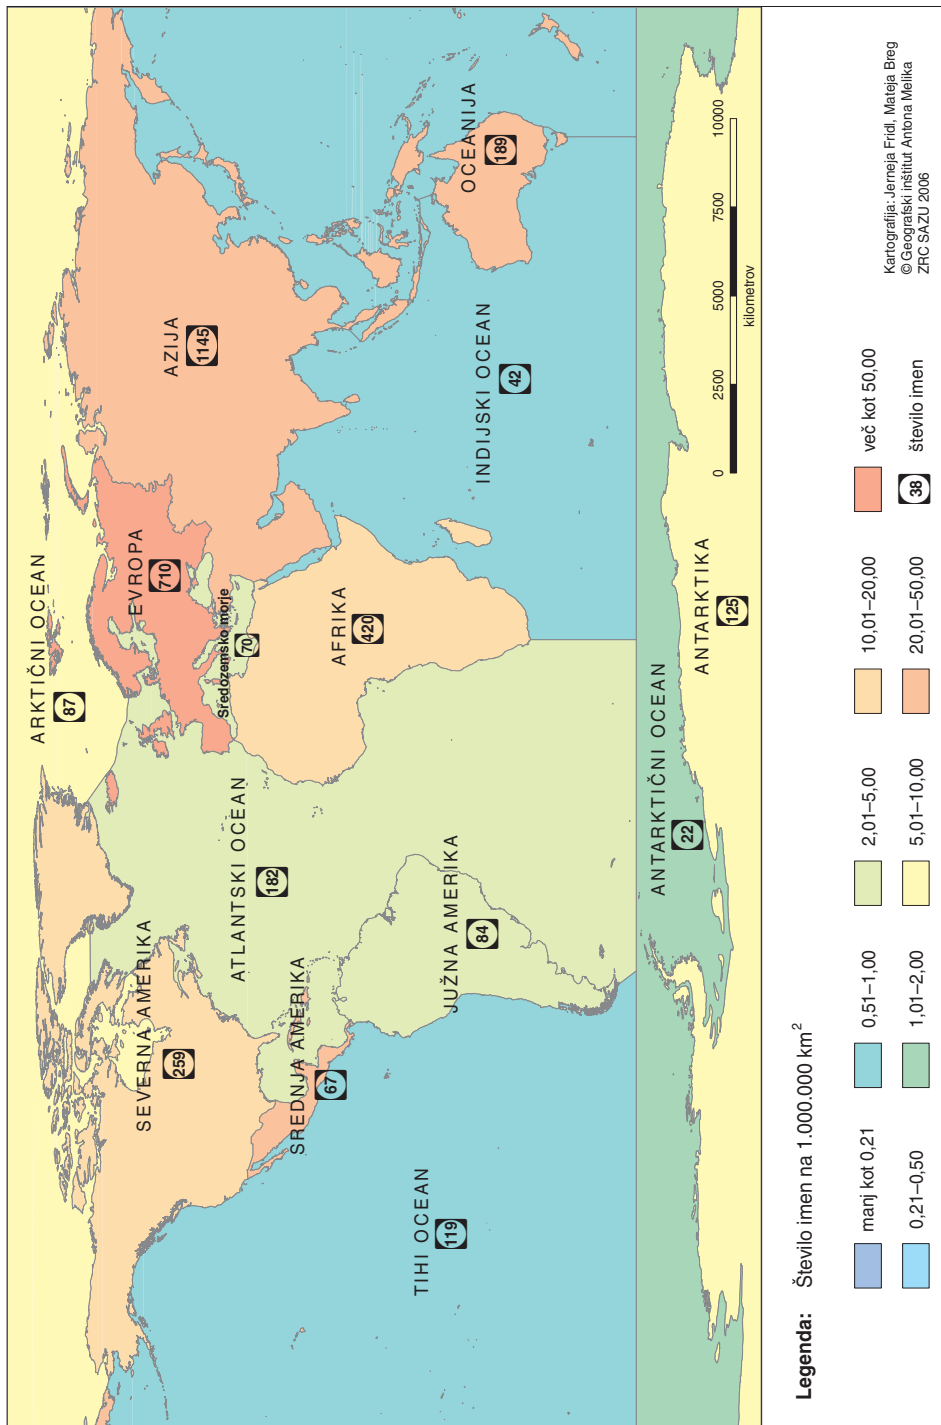 ARKTIČNI OCEAN
87
SEVERNA AMERIKA
259
EVROPA
710
AZIJA
1145
Sredozemsko morje
70
ATLANTSKI OCEAN
182
SREDNJA AMERIKA
67
AFRIKA
420
TIHI OCEAN
119
JUŽNA AMERIKA
84
INDIJSKI OCEAN
42
OCEANIJA
189
ANTARKTIČNI OCEAN
22
ANTARKTIKA
125
0 2500 5000 7500 10000
kilometrov
Legenda: Število imen na 1.000.000 km²
manj kot 0,21
0,21–0,50
0,51–1,00
1,01–2,00
2,01–5,00
5,01–10,00
10,01–20,00
20,01–50,00
več kot 50,00
38 število imen
Kartografija: Jerneja Fridl, Mateja Breg
© Geografski inštitut Antona Melika
ZRC SAZU 2006